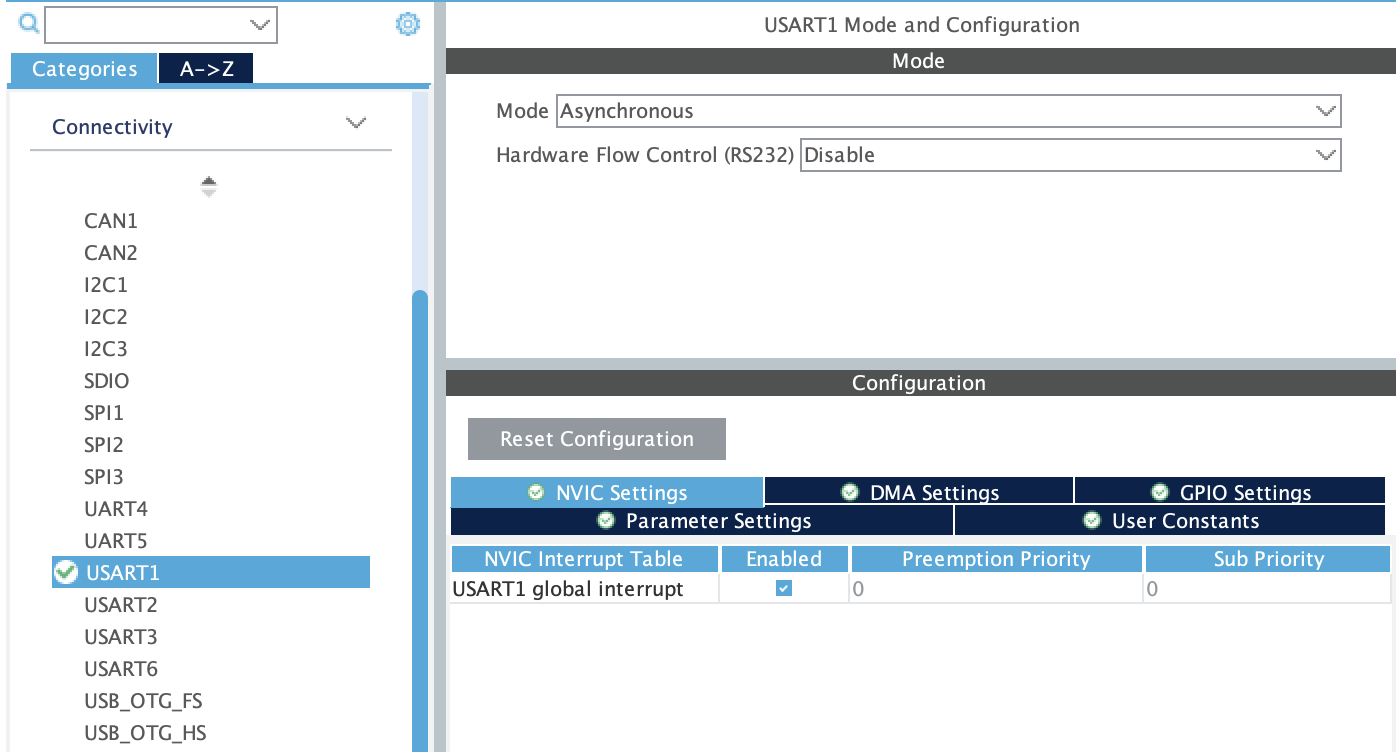 Categories
A->Z
Connectivity
CAN1
CAN2
I2C1
I2C2
I2C3
SDIO
SPI1
SPI2
SPI3
UART4
UART5
USART1
USART2
USART3
USART6
USB_OTG_FS
USB_OTG_HS
USART1 Mode and Configuration
Mode
Mode Asynchronous
Hardware Flow Control (RS232) Disable
Configuration
Reset Configuration
NVIC Settings DMA Settings GPIO Settings
Parameter Settings User Constants
NVIC Interrupt Table Enabled Preemption Priority Sub Priority
USART1 global interrupt 0 0